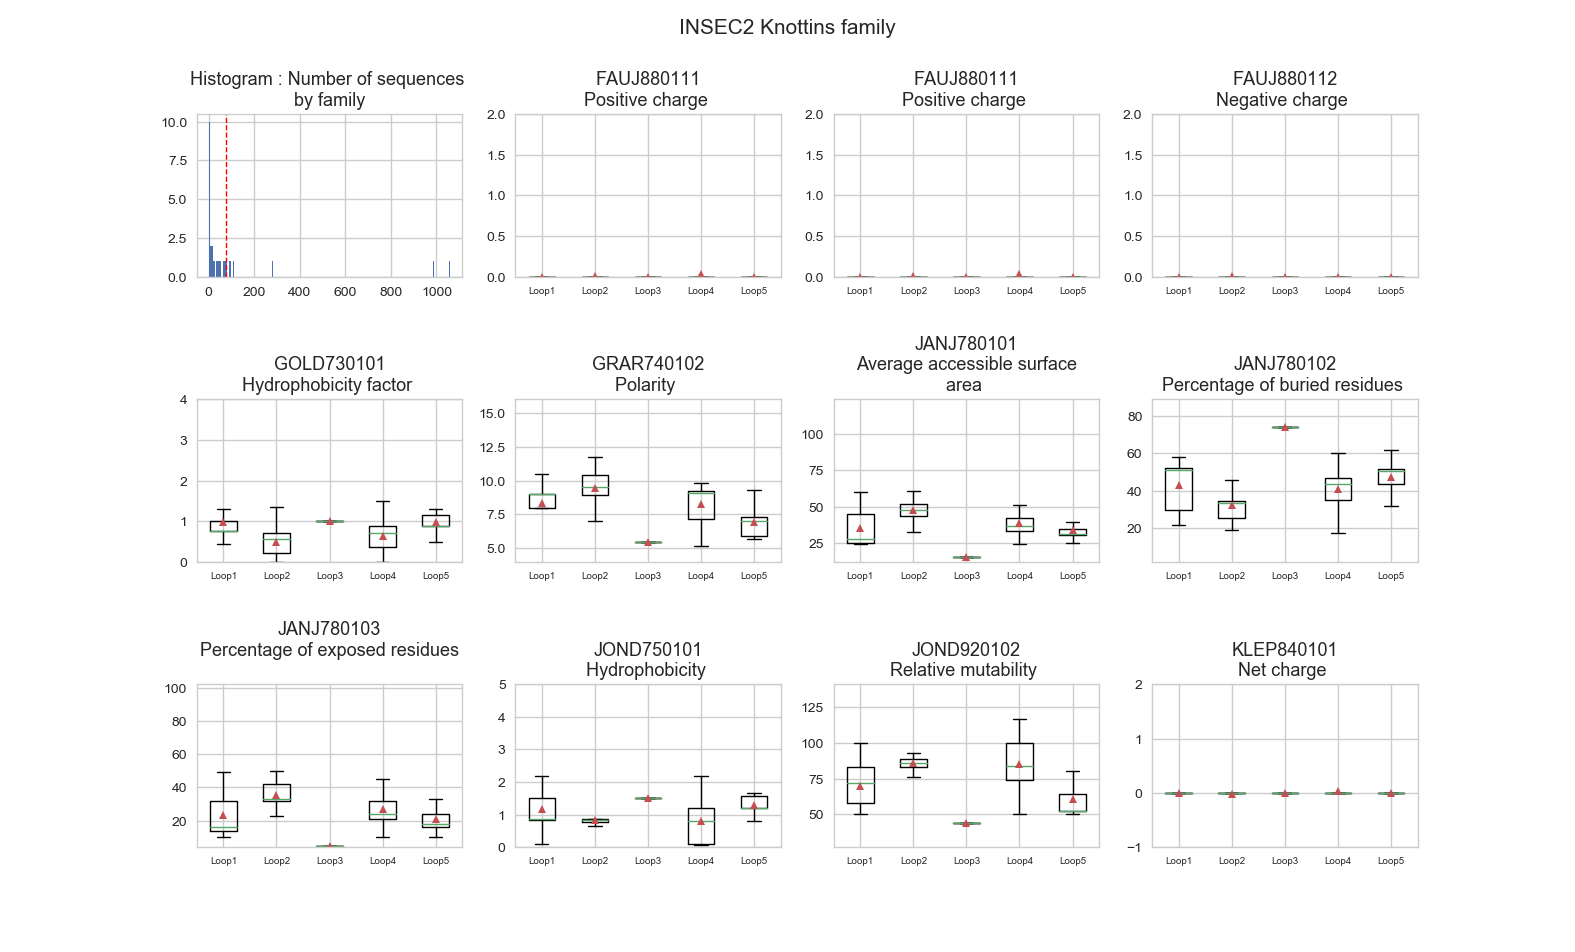 INSEC2 Knottins family
Histogram : Number of sequences
by family
10.0
7.5
5.0
2.5
0.0
0 200 400 600 800 1000
FAUJ880111
Positive charge
2.0
1.5
1.0
0.5
0.0
Loop1 Loop2 Loop3 Loop4 Loop5
FAUJ880111
Positive charge
2.0
1.5
1.0
0.5
0.0
Loop1 Loop2 Loop3 Loop4 Loop5
FAUJ880112
Negative charge
2.0
1.5
1.0
0.5
0.0
Loop1 Loop2 Loop3 Loop4 Loop5
GOLD730101
Hydrophobicity factor
4
3
2
1
0
Loop1 Loop2 Loop3 Loop4 Loop5
GRAR740102
Polarity
15.0
12.5
10.0
7.5
5.0
Loop1 Loop2 Loop3 Loop4 Loop5
JANJ780101
Average accessible surface
area
100
75
50
25
Loop1 Loop2 Loop3 Loop4 Loop5
JANJ780102
Percentage of buried residues
80
60
40
20
Loop1 Loop2 Loop3 Loop4 Loop5
JANJ780103
Percentage of exposed residues
100
80
60
40
20
Loop1 Loop2 Loop3 Loop4 Loop5
JOND750101
Hydrophobicity
5
4
3
2
1
0
Loop1 Loop2 Loop3 Loop4 Loop5
JOND920102
Relative mutability
125
100
75
50
Loop1 Loop2 Loop3 Loop4 Loop5
KLEP840101
Net charge
2
1
0
−1
Loop1 Loop2 Loop3 Loop4 Loop5